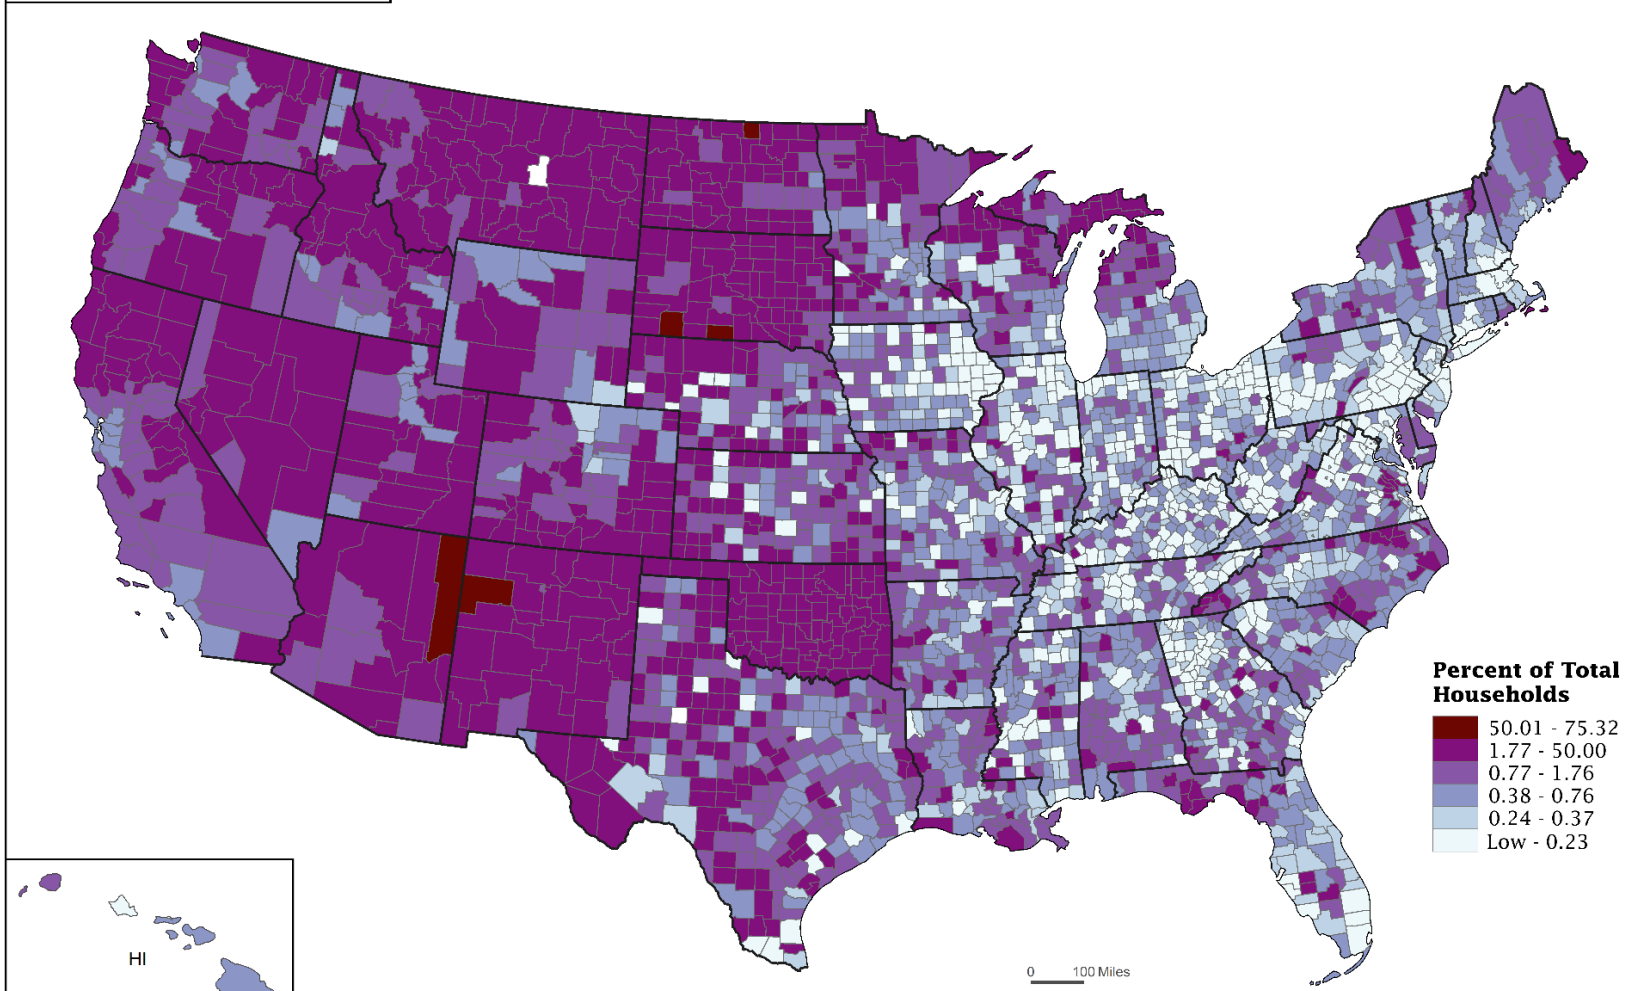 Percent of Total
Households
50.01 - 75.32
1.77 - 50.00
0.77 - 1.76
0.38 - 0.76
0.24 - 0.37
Low - 0.23
HI
0 100 Miles